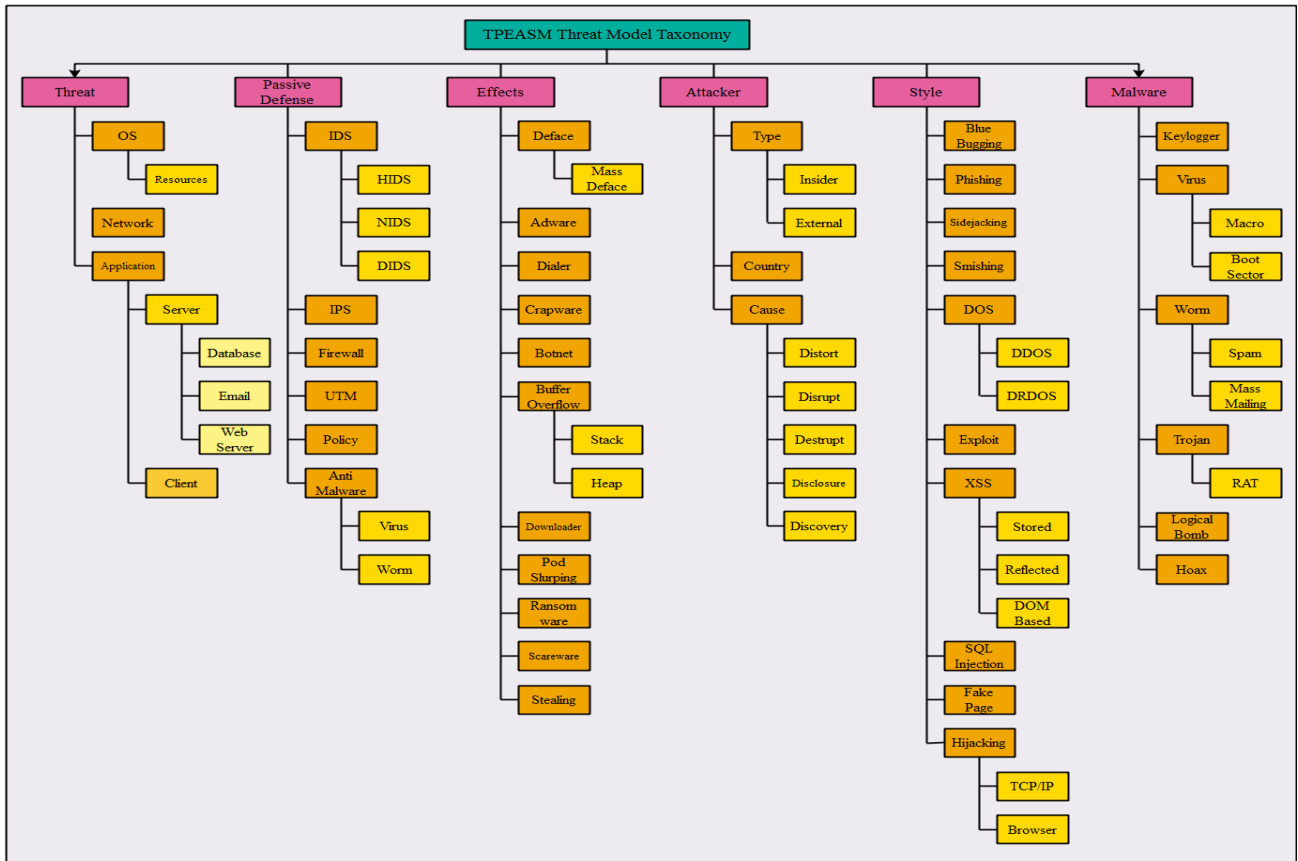 TPEASM Threat Model Taxonomy
Threat
OS
Resources
Network
Application
Server
Database
Email
Web
Server
Client
Passive
Defense
IDS
HIDS
NIDS
DIDS
IPS
Firewall
UTM
Policy
Anti
Malware
Virus
Worm
Effects
Deface
Mass
Deface
Adware
Dialer
Crapware
Botnet
Buffer
Overflow
Stack
Heap
Downloader
Pod
Slurping
Ransom
ware
Scareware
Stealing
Attacker
Type
Insider
External
Country
Cause
Distort
Disrupt
Destrupt
Disclosure
Discovery
Style
Blue
Bugging
Phishing
Sidejacking
Smishing
DOS
DDOS
DRDOS
Exploit
XSS
Stored
Reflected
DOM
Based
SQL
Injection
Fake
Page
Hijacking
TCP/IP
Browser
Malware
Keylogger
Virus
Macro
Boot
Sector
Worm
Spam
Mass
Mailing
Trojan
RAT
Logical
Bomb
Hoax